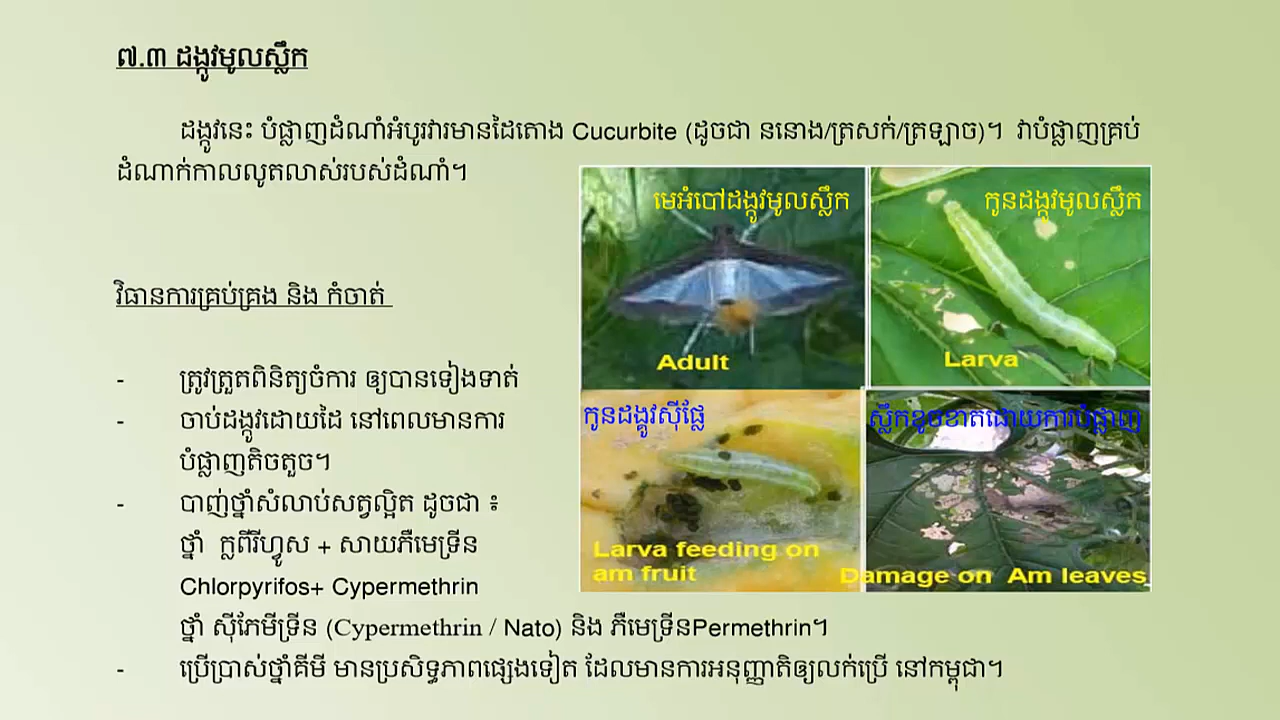 ៧.៣ ដង្កូវមូលស្លឹក
ដង្កូវនេះ បំផ្លាញដំណាំអំបូរវារមានដៃតោង Cucurbite (ដូចជា ននោង/ត្រសក់/ត្រឡាច)។ វាបំផ្លាញគ្រប់
ដំណាក់កាលលូតលាស់របស់ដំណាំ។
មេអំបៅដង្កូវមូលស្លឹក
Adult
កូនដង្កូវមូលស្លឹក
Larva
វិធានការគ្រប់គ្រង និង កំចាត់
- ត្រូវត្រួតពិនិត្យចំការ ឲ្យបានទៀងទាត់
- ចាប់ដង្កូវដោយដៃ នៅពេលមានការ
បំផ្លាញតិចតួច។
កូនដង្កូវស៊ីផ្លែ
Larva feeding on
am fruit
ស្លឹកខូចខាតដោយការបំផ្លាញ
Damage on Am leaves
- បាញ់ថ្នាំសំលាប់សត្វល្អិត ដូចជា ៖
ថ្នាំ ក្លពីរីហ្វូស + សាយភឺមេទ្រីន
Chlorpyrifos+ Cypermethrin
ថ្នាំ ស៊ីភែមីទ្រីន (Cypermethrin / Nato) និង ភឺមេទ្រីនPermethrin។
- ប្រើប្រាស់ថ្នាំគីមី មានប្រសិទ្ធភាពផ្សេងទៀត ដែលមានការអនុញ្ញាតិឲ្យលក់ប្រើ នៅកម្ពុជា។